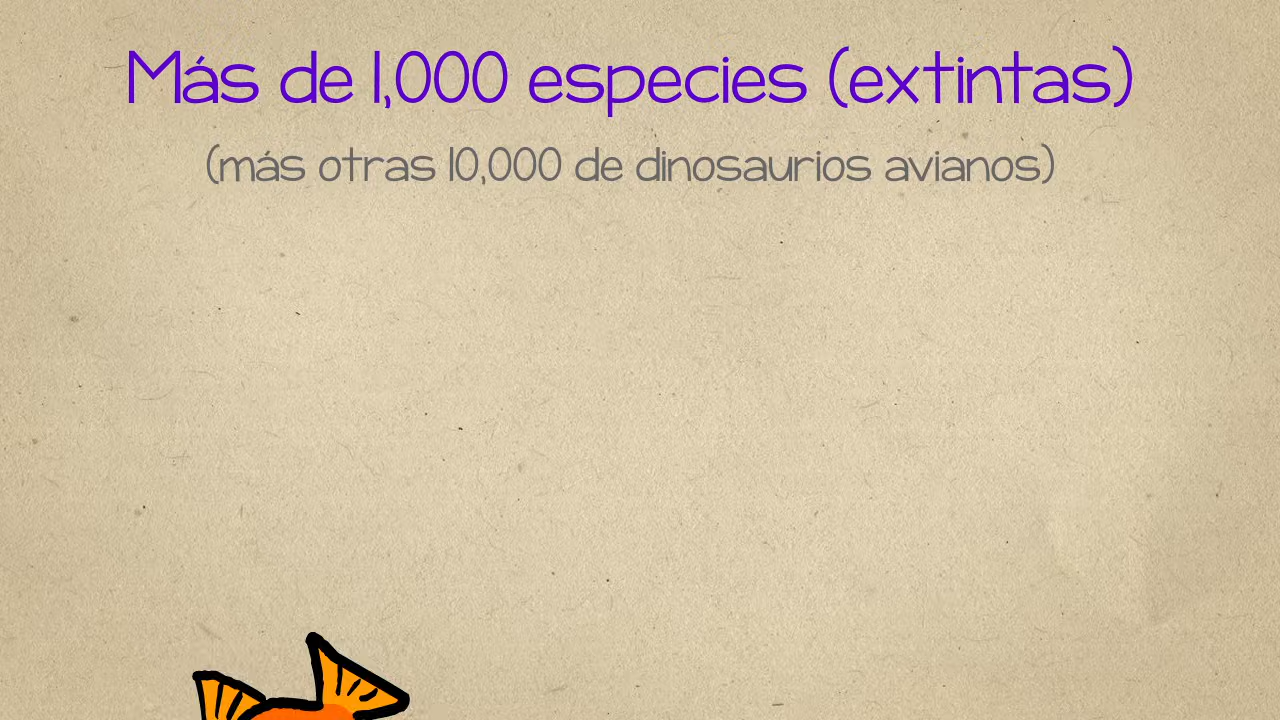 Más de 1,000 especies (extintas)
(más otras 10,000 de dinosaurios avianos)